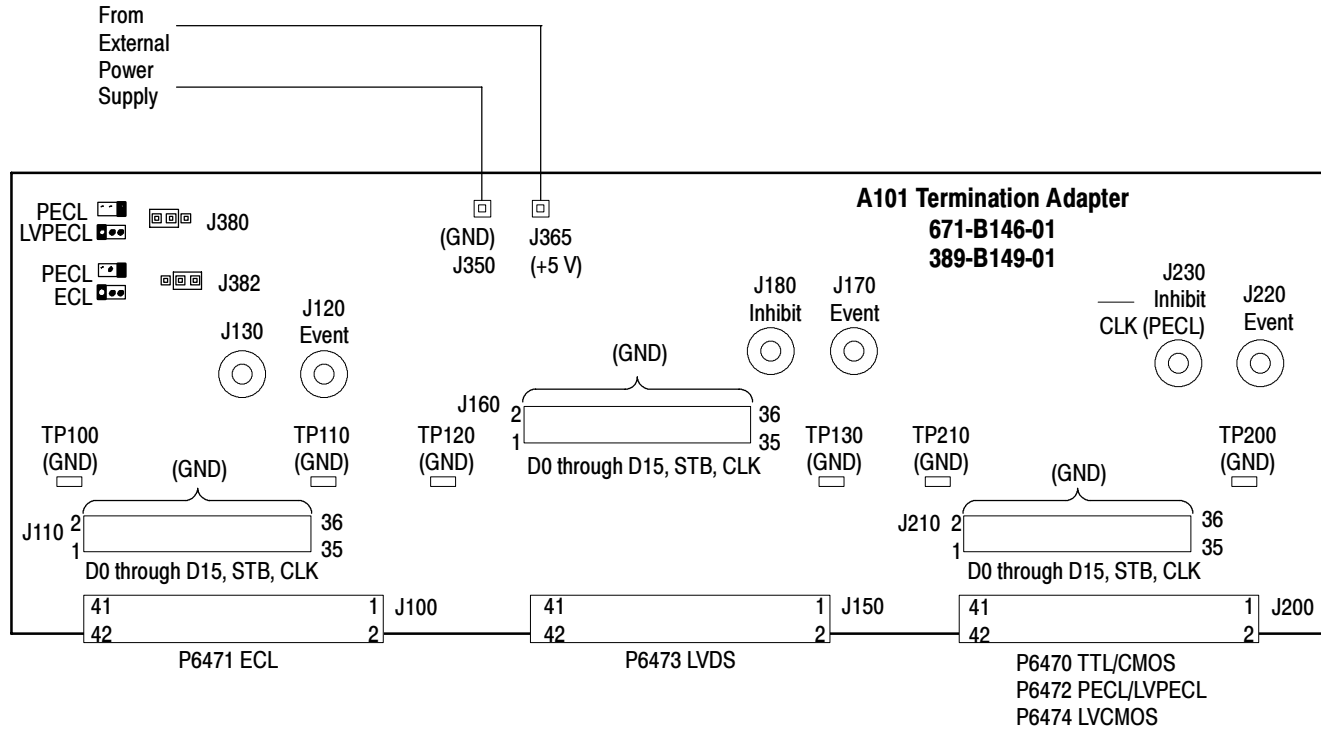 From
External
Power
Supply
A101 Termination Adapter
671-B146-01
389-B149-01
PECL
LVPECL
J380
PECL
ECL
J382
(GND)
J350
J365
(+5 V)
J130
J120
Event
J180
Inhibit
J170
Event
J230
Inhibit
CLK (PECL)
J220
Event
(GND)
J160
2
36
1
35
D0 through D15, STB, CLK
TP100
(GND)
TP110
(GND)
TP120
(GND)
TP130
(GND)
TP210
(GND)
TP200
(GND)
(GND)
J110
2
36
1
35
D0 through D15, STB, CLK
(GND)
J210
2
36
1
35
D0 through D15, STB, CLK
41 1
42 2
J100
P6471 ECL
41 1
42 2
J150
P6473 LVDS
41 1
42 2
J200
P6470 TTL/CMOS
P6472 PECL/LVPECL
P6474 LVCMOS